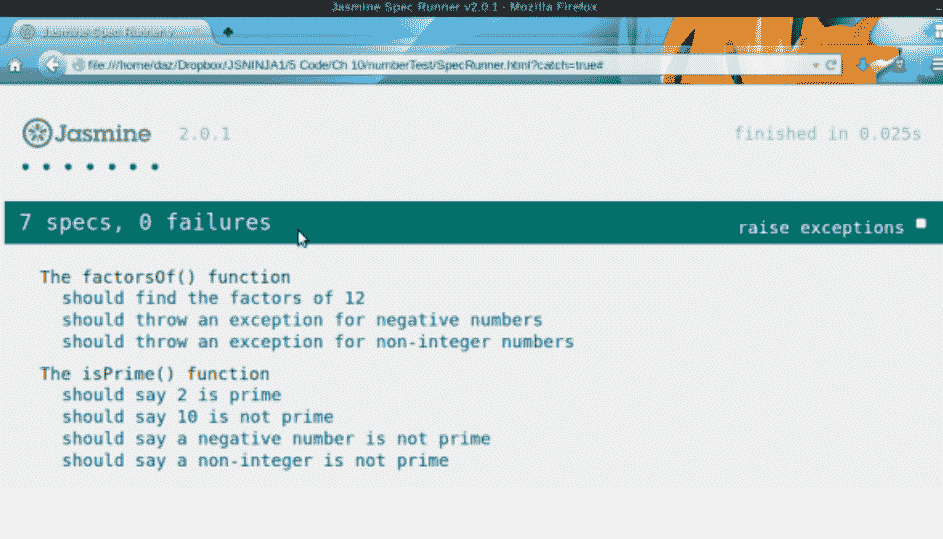 Jasmine Spec Runner v2.0.1 - Mozilla Firefox
Jasmine Spec Runner v
file:///home/daz/Dropbox/JSNINJA1/5 Code/Ch 10/numberTest/SpecRunner.html?catch=true#
Jasmine 2.0.1 finished in 0.025s
7 specs, 0 failures raise exceptions
The factorsOf() function
should find the factors of 12
should throw an exception for negative numbers
should throw an exception for non-integer numbers
The isPrime() function
should say 2 is prime
should say 10 is not prime
should say a negative number is not prime
should say a non-integer is not prime